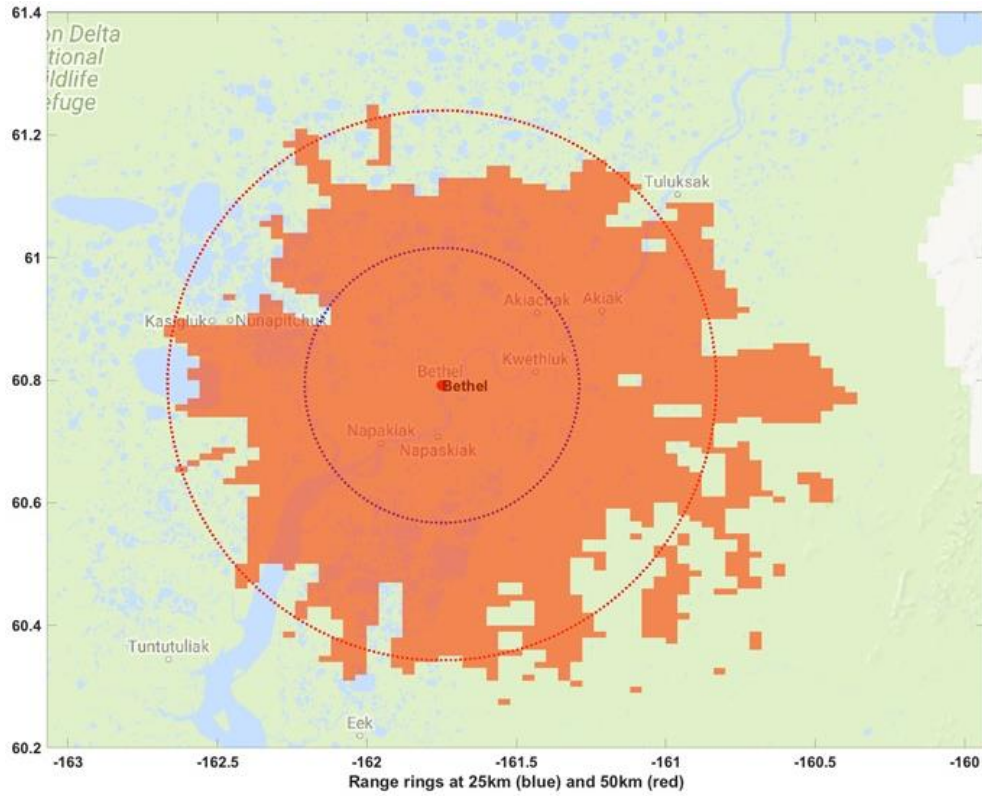 61.4
on Delta
tional
ildlife
efuge
61.2
Tuluksak
61
Akiachak Akiak
Kasigluk Nunapitchuk
Kwethluk
Bethel
60.8
Bethel
Napakiak
Napaskiak
60.6
60.4
Tuntutuliak
Eek
60.2
-163 -162.5 -162 -161.5 -161 -160.5 -160
Range rings at 25km (blue) and 50km (red)